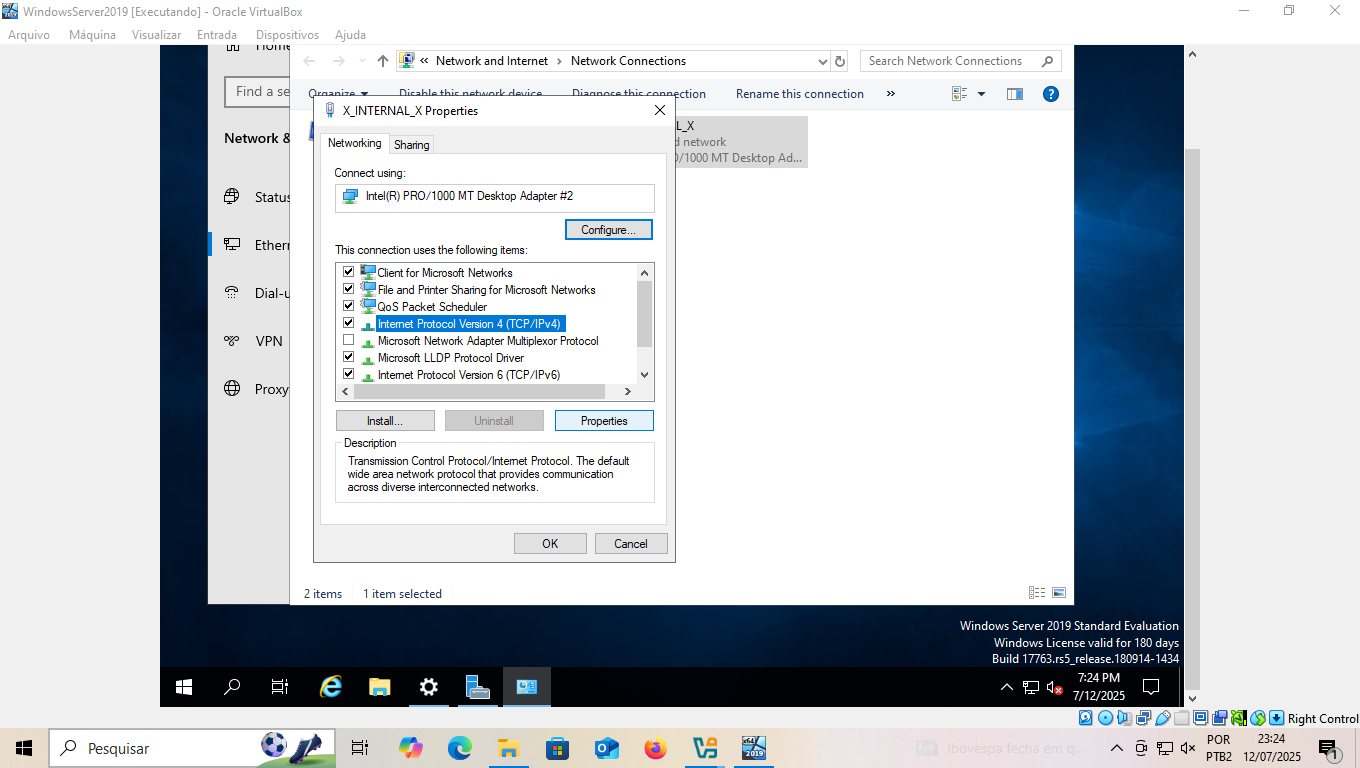 WindowsServer2019 [Executando] - Oracle VirtualBox
Arquivo Máquina Visualizar Entrada Dispositivos Ajuda
Home
Network and Internet Network Connections
Search Network Connections
Find a se
Organize Disable this network device Diagnose this connection Rename this connection »
X_INTERNAL_X Properties
L_X
d network
O/1000 MT Desktop Ad...
Network &
Status
Ethern
Dial-u
VPN
Proxy
Networking Sharing
Connect using:
Intel(R) PRO/1000 MT Desktop Adapter #2
Configure...
This connection uses the following items:
Client for Microsoft Networks
File and Printer Sharing for Microsoft Networks
QoS Packet Scheduler
Internet Protocol Version 4 (TCP/IPv4)
Microsoft Network Adapter Multiplexor Protocol
Microsoft LLDP Protocol Driver
Internet Protocol Version 6 (TCP/IPv6)
Install... Uninstall Properties
Description
Transmission Control Protocol/Internet Protocol. The default
wide area network protocol that provides communication
across diverse interconnected networks.
OK Cancel
2 items 1 item selected
Windows Server 2019 Standard Evaluation
Windows License valid for 180 days
Build 17763.rs5_release.180914-1434
7:24 PM
7/12/2025
Right Control
Pesquisar
x64
2019
Ibovespa fecha em q...
POR
PTB2
23:24
12/07/2025
1